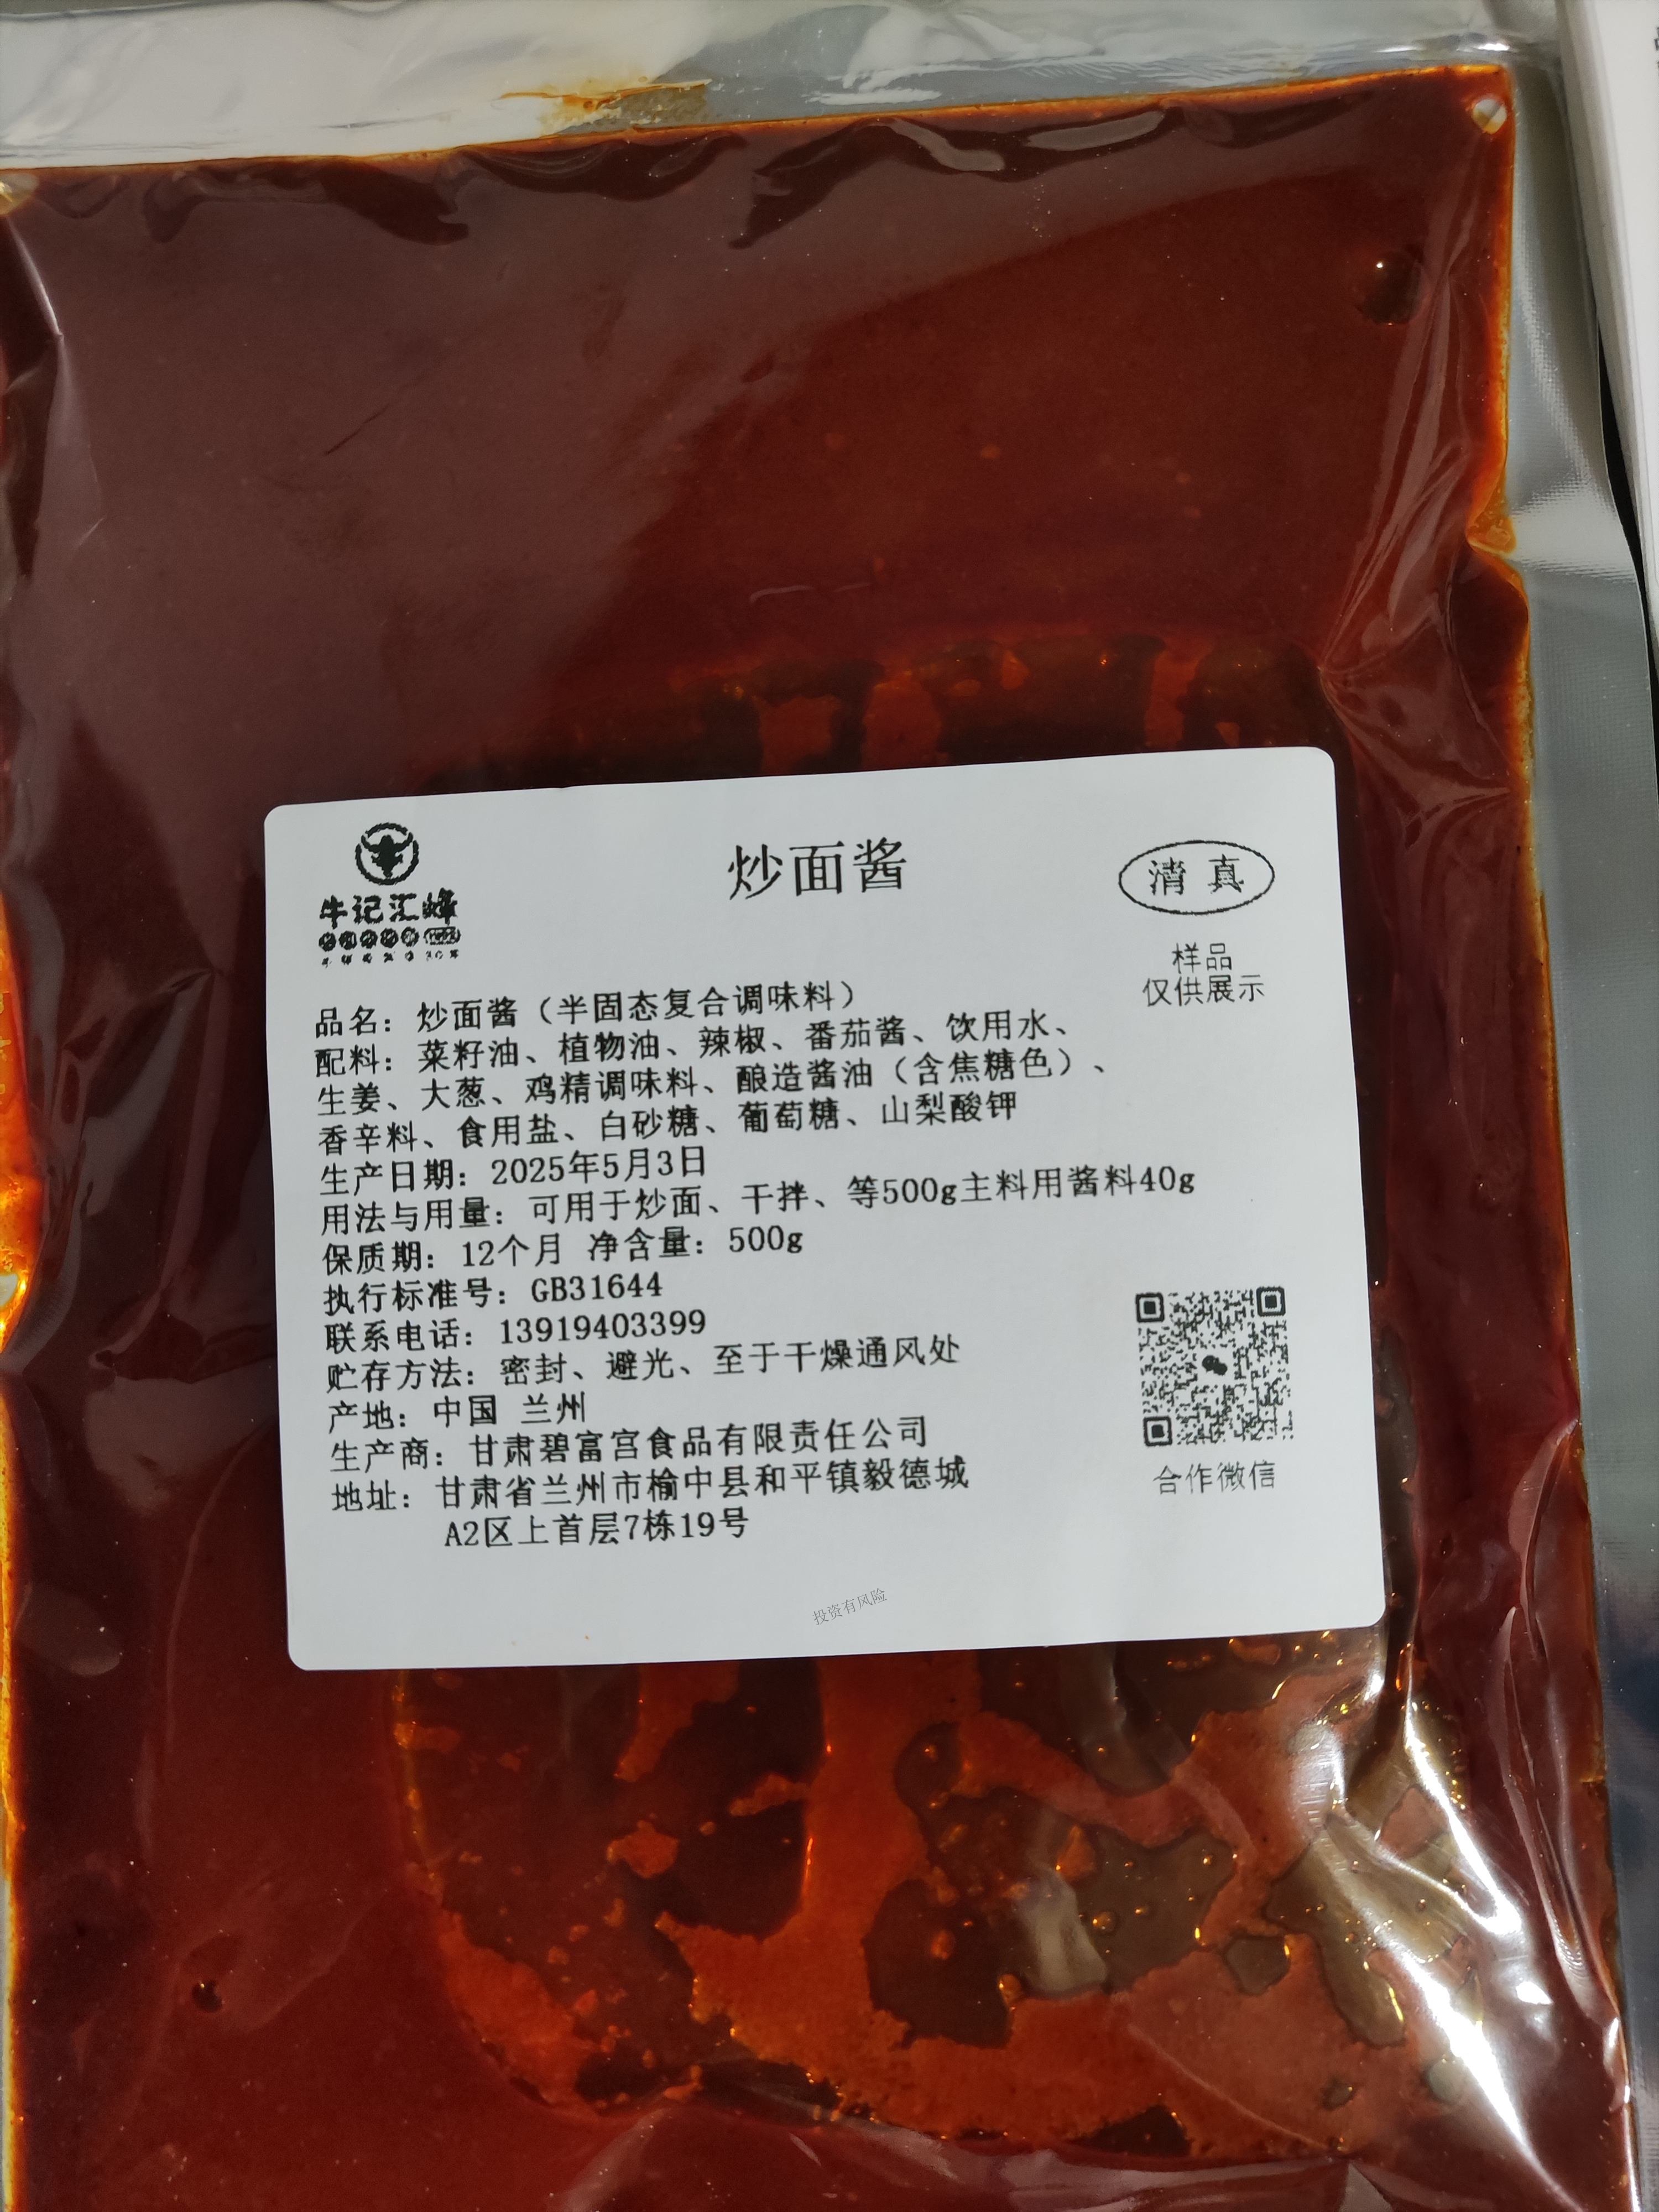 炒面酱
清真
牛记汇蜂
样品
仅供展示
品名：炒面酱（半固态复合调味料）
配料：菜籽油、植物油、辣椒、番茄酱、饮用水、
生姜、大葱、鸡精调味料、酿造酱油（含焦糖色）、
香辛料、食用盐、白砂糖、葡萄糖、山梨酸钾
生产日期：2025年5月3日
用法与用量：可用于炒面、干拌、等500g主料用酱料40g
保质期：12个月 净含量：500g
执行标准号：GB31644
联系电话：13919403399
贮存方法：密封、避光、至于干燥通风处
产地：中国 兰州
生产商：甘肃碧富宫食品有限责任公司
地址：甘肃省兰州市榆中县和平镇毅德城
A2区上首层7栋19号
合作微信
投资有风险